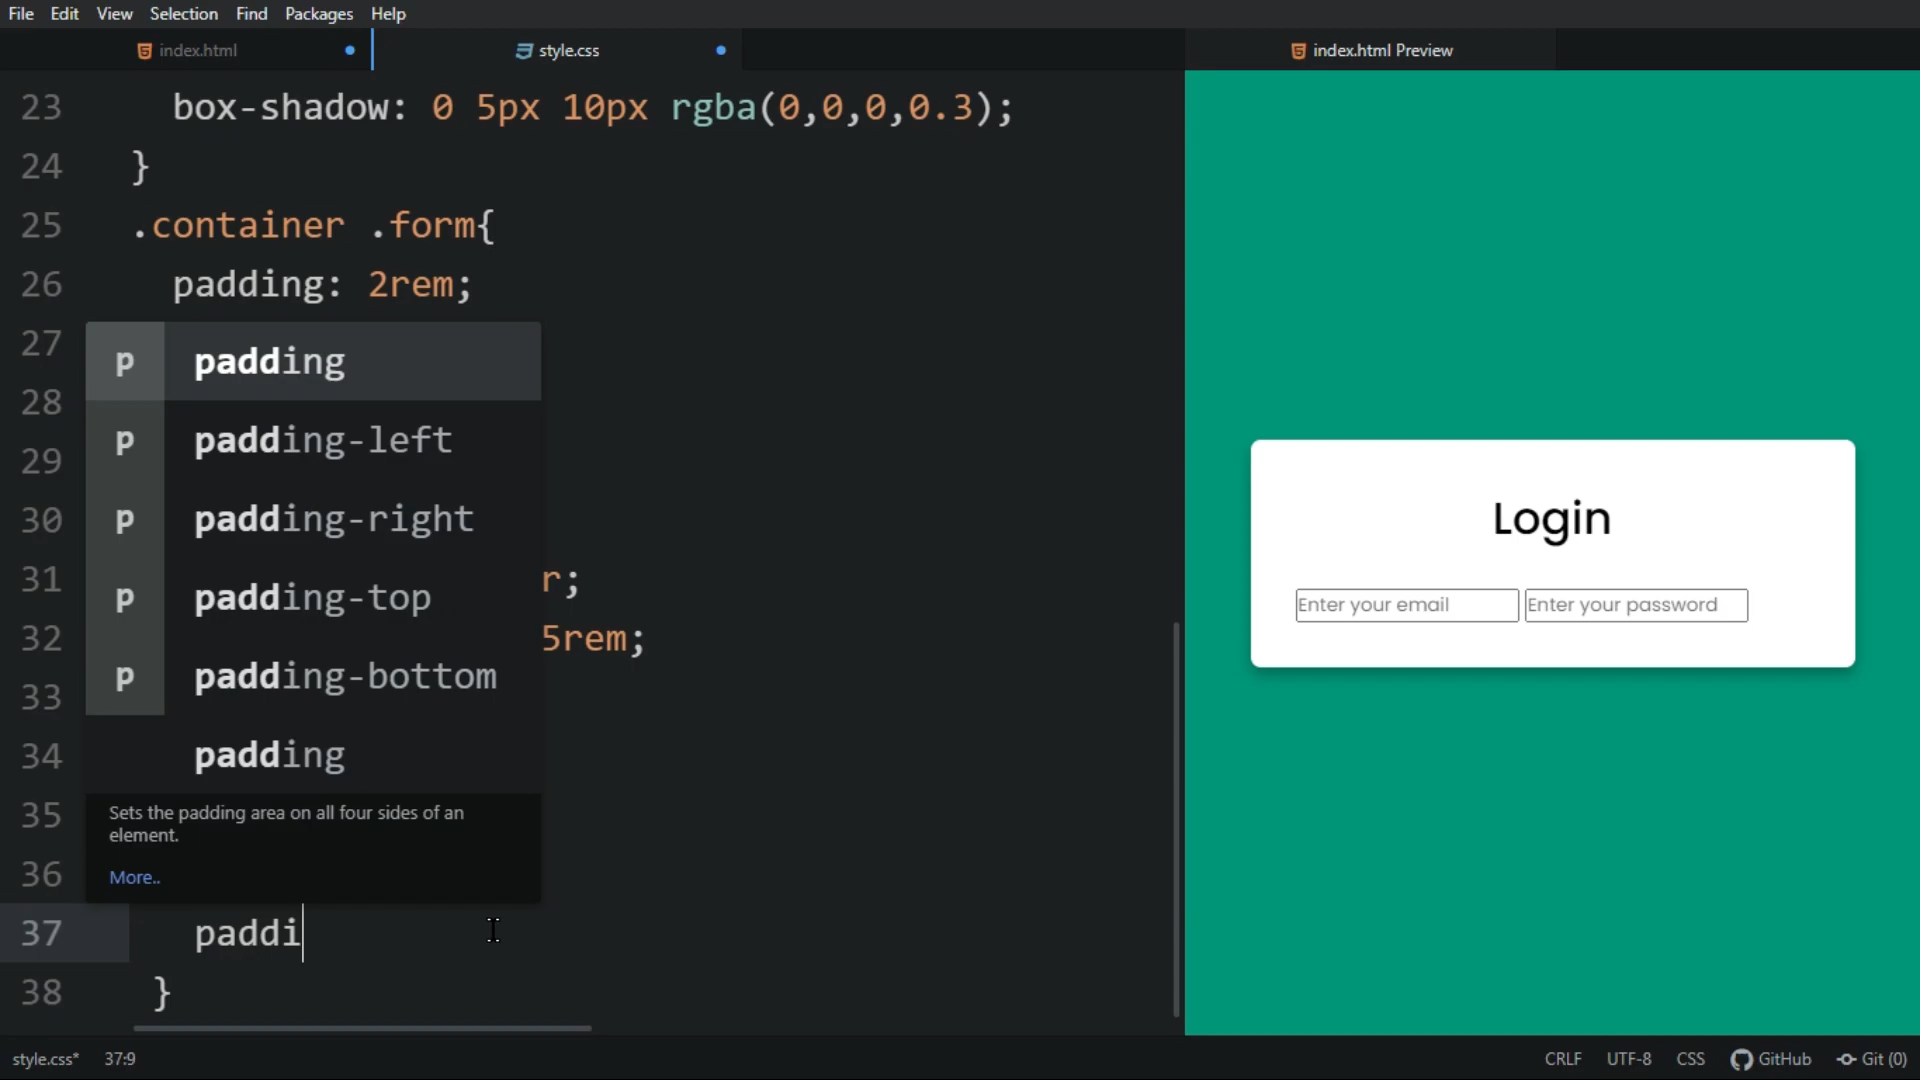 File Edit View Selection Find Packages Help
index.html
style.css
index.html Preview
23 box-shadow: 0 5px 10px rgba(0,0,0,0.3);
24 }
25 .container .form{
26 padding: 2rem;
27
28
29
30
31 r;
32 5rem;
33
34
35
36
37 paddi
38 }
p padding
p padding-left
p padding-right
p padding-top
p padding-bottom
padding
Sets the padding area on all four sides of an
element.
More..
Login
Enter your email Enter your password
style.css* 37:9 CRLF UTF-8 CSS GitHub Git (0)